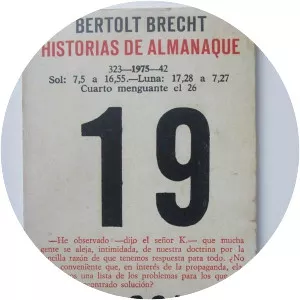 BERTOLT BRECHT
HISTORIAS DE ALMANAQUE
323—1975—42
Sol: 7,5 a 16,55.—Luna: 17,28 a 7,27
Cuarto menguante el 26
19
—He observado —dijo el señor K.— que mucha
gente se aleja, intimidada, de nuestra doctrina por la
sencilla razón de que tenemos respuesta para todo. ¿No
conveniente que, en interés de la propaganda,
una lista de los problemas para los que
encontrado solución?